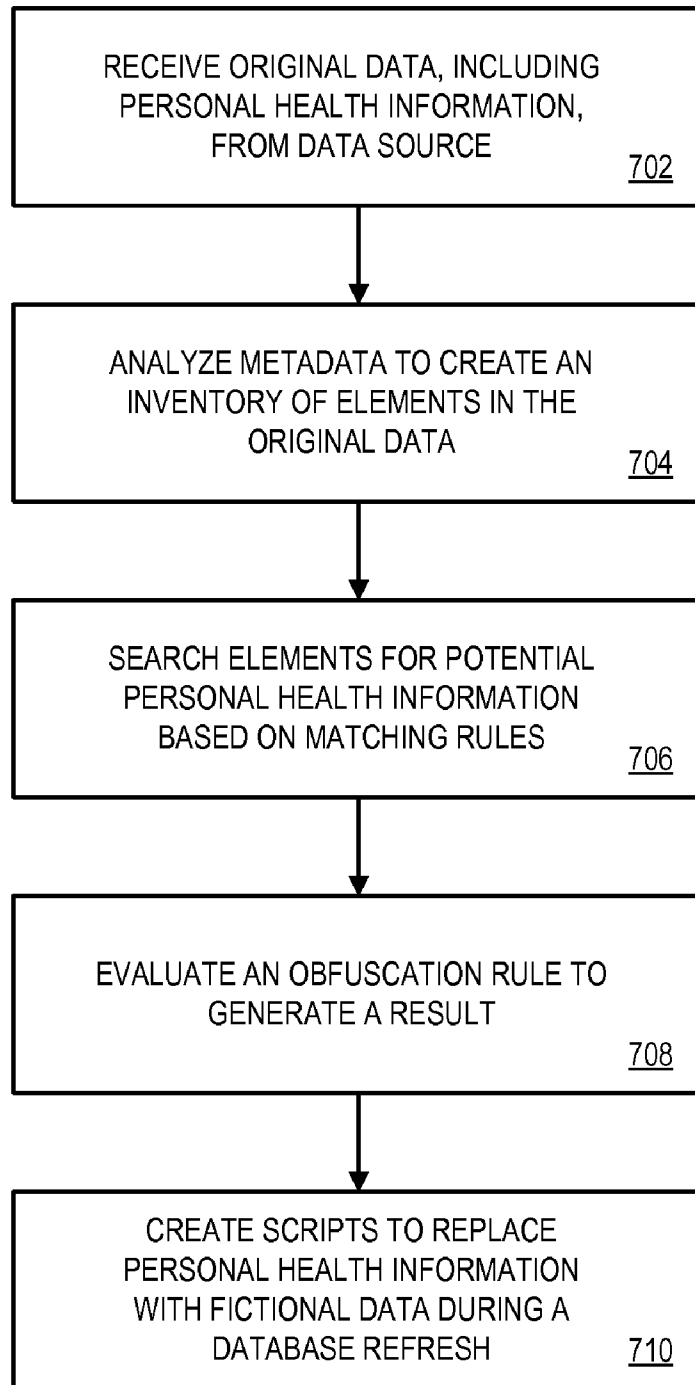 RECEIVE ORIGINAL DATA, INCLUDING
PERSONAL HEALTH INFORMATION,
FROM DATA SOURCE
702
ANALYZE METADATA TO CREATE AN
INVENTORY OF ELEMENTS IN THE
ORIGINAL DATA
704
SEARCH ELEMENTS FOR POTENTIAL
PERSONAL HEALTH INFORMATION
BASED ON MATCHING RULES
706
EVALUATE AN OBFUSCATION RULE TO
GENERATE A RESULT
708
CREATE SCRIPTS TO REPLACE
PERSONAL HEALTH INFORMATION
WITH FICTIONAL DATA DURING A
DATABASE REFRESH
710